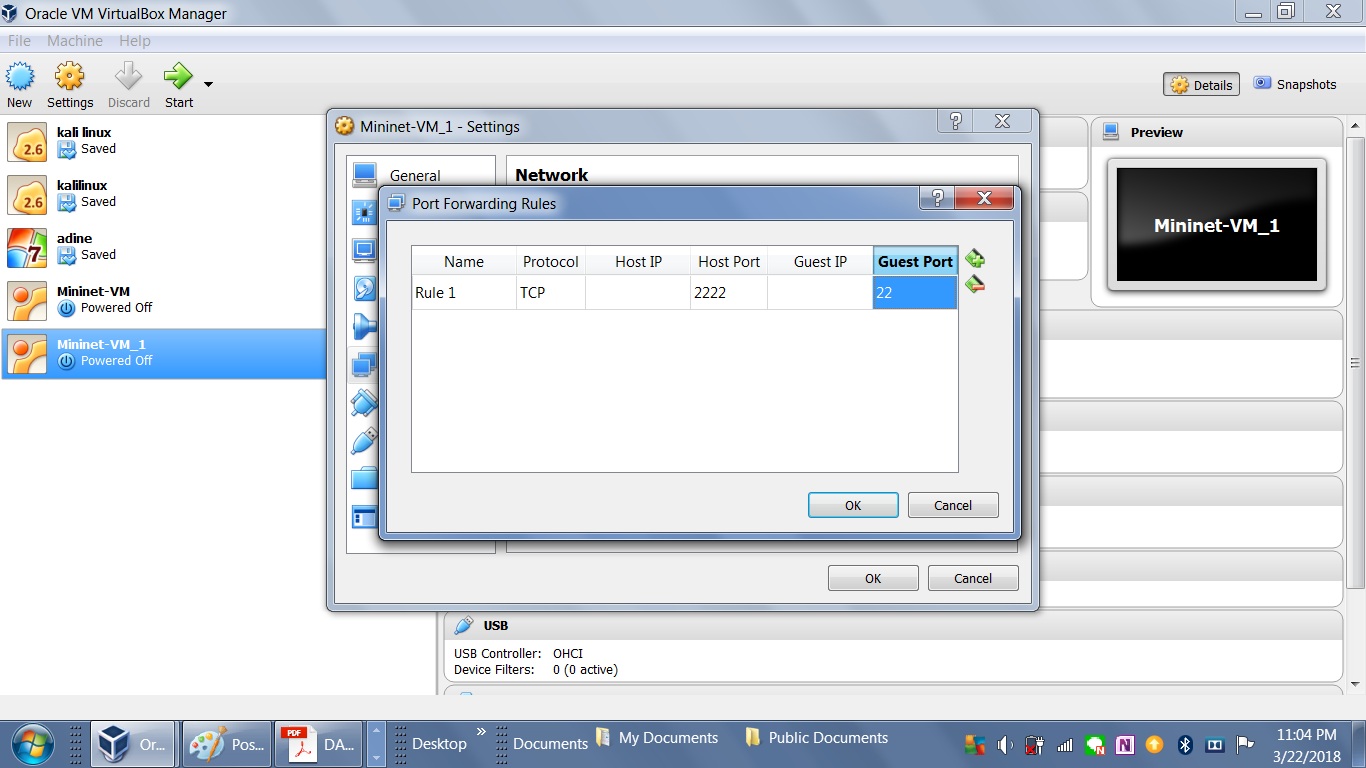 Oracle VM VirtualBox Manager
File Machine Help
New Settings Discard Start
Details Snapshots
kali linux
2.6
Saved
kalilinux
2.6
Saved
adine
7
Saved
Mininet-VM
Powered Off
Mininet-VM_1
Powered Off
Mininet-VM_1 - Settings
?
General
Network
Port Forwarding Rules
?
Name Protocol Host IP Host Port Guest IP Guest Port
Rule 1 TCP 2222 22
OK Cancel
OK Cancel
Preview
Mininet-VM_1
USB
USB Controller: OHCI
Device Filters: 0 (0 active)
Or... Pos... PDF DA... Desktop » Documents My Documents Public Documents
N
11:04 PM
3/22/2018